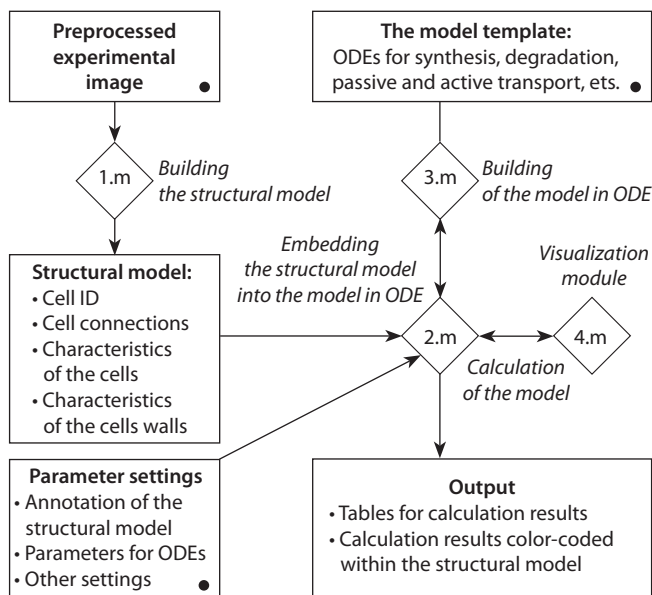 Preprocessed
experimental
image
The model template:
ODEs for synthesis, degradation,
passive and active transport, ets.
1.m
Building
the structural model
3.m
Building
of the model in ODE
Embedding
the structural model
into the model in ODE
Visualization
module
Structural model:
• Cell ID
• Cell connections
• Characteristics
of the cells
• Characteristics
of the cells walls
2.m
4.m
Calculation
of the model
Parameter settings
• Annotation of the
structural model
• Parameters for ODEs
• Other settings
Output
• Tables for calculation results
• Calculation results color-coded
within the structural model